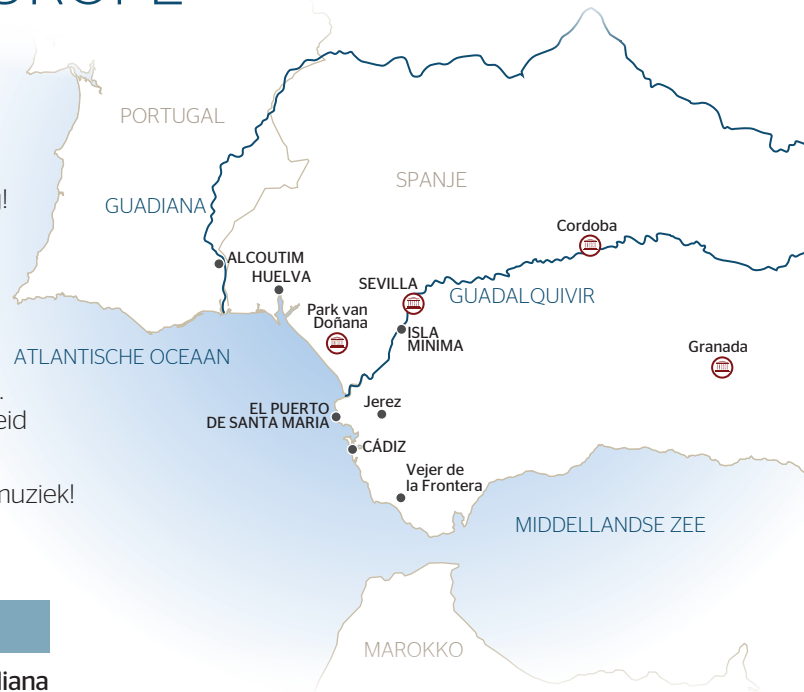 PORTUGAL
SPANJE
GUADIANA
Cordoba
ALCOUTIM
HUELVA
SEVILLA
GUADALQUIVIR
Park van
Doñana
ISLA
MINIMA
ATLANTISCHE OCEAAN
Granada
eid
Jerez
EL PUERTO
DE SANTA MARIA
CÁDIZ
Vejer de
la Frontera
muziek!
MIDDELLANDSE ZEE
MAROKKO
liana